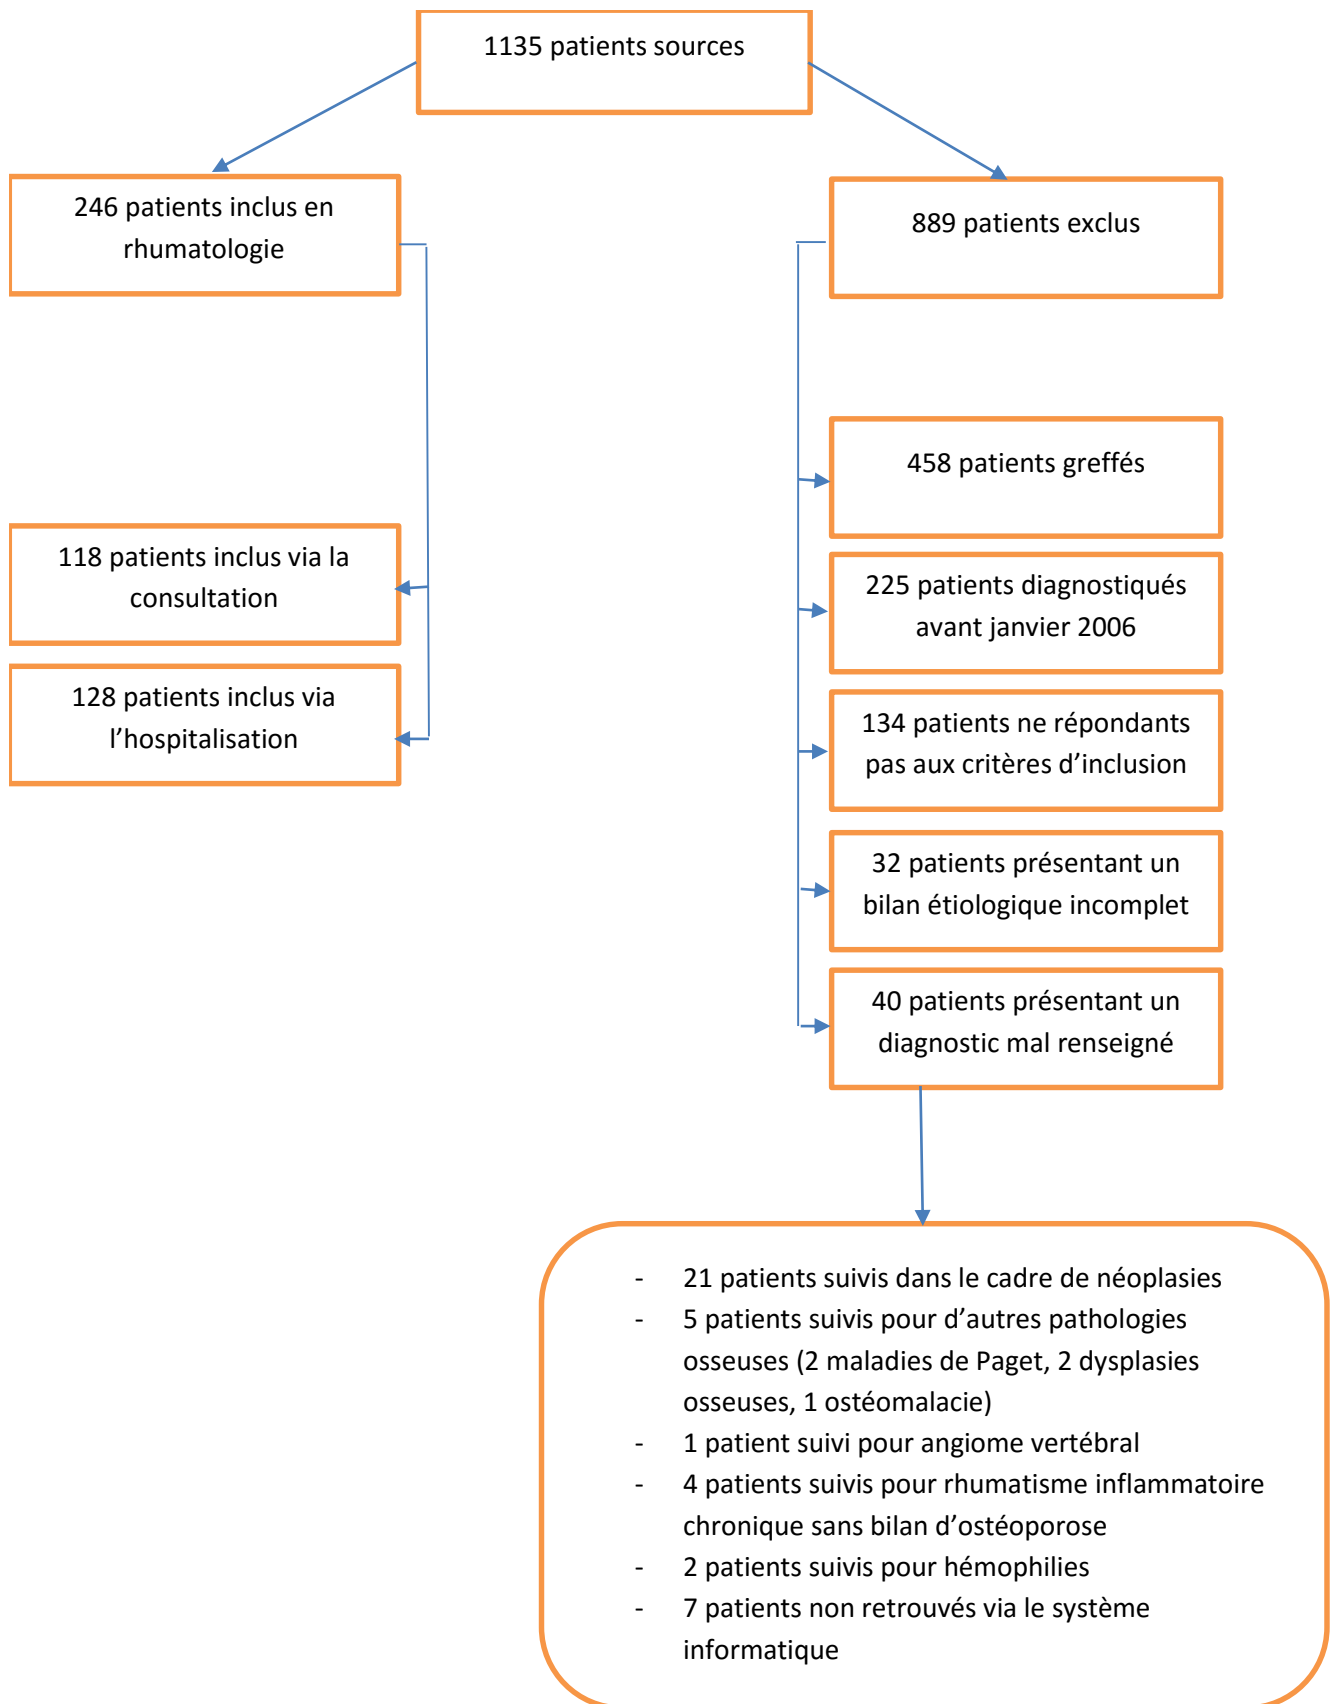 1135 patients sources
246 patients inclus en
rhumatologie
889 patients exclus
458 patients greffés
118 patients inclus via la
consultation
225 patients diagnostiqués
avant janvier 2006
128 patients inclus via
l’hospitalisation
134 patients ne répondants
pas aux critères d’inclusion
32 patients présentant un
bilan étiologique incomplet
40 patients présentant un
diagnostic mal renseigné
- 21 patients suivis dans le cadre de néoplasies
- 5 patients suivis pour d’autres pathologies
osseuses (2 maladies de Paget, 2 dysplasies
osseuses, 1 ostéomalacie)
- 1 patient suivi pour angiome vertébral
- 4 patients suivis pour rhumatisme inflammatoire
chronique sans bilan d’ostéoporose
- 2 patients suivis pour hémophilies
- 7 patients non retrouvés via le système
informatique